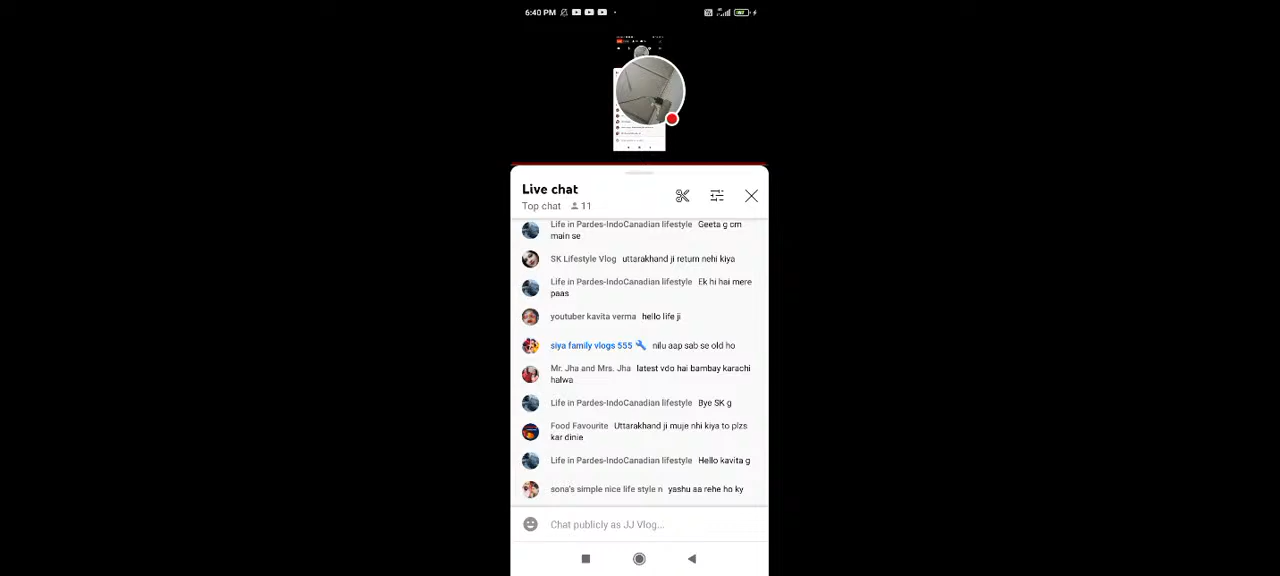 6:40 PM
Live chat
Top chat 11
Life in Pardes-IndoCanadian lifestyle Geeta g cm
main se
SK Lifestyle Vlog uttarakhand ji return nehi kiya
Life in Pardes-IndoCanadian lifestyle Ek hi hai mere
paas
youtuber kavita verma hello life ji
siya family vlogs 555 nilu aap sab se old ho
Mr. Jha and Mrs. Jha latest vdo hai bambay karachi
halwa
Life in Pardes-IndoCanadian lifestyle Bye SK g
Food Favourite Uttarakhand ji muje nhi kiya to plzs
kar dinie
Life in Pardes-IndoCanadian lifestyle Hello kavita g
sona's simple nice life style n yashu aa rehe ho ky
Chat publicly as JJ Vlog...